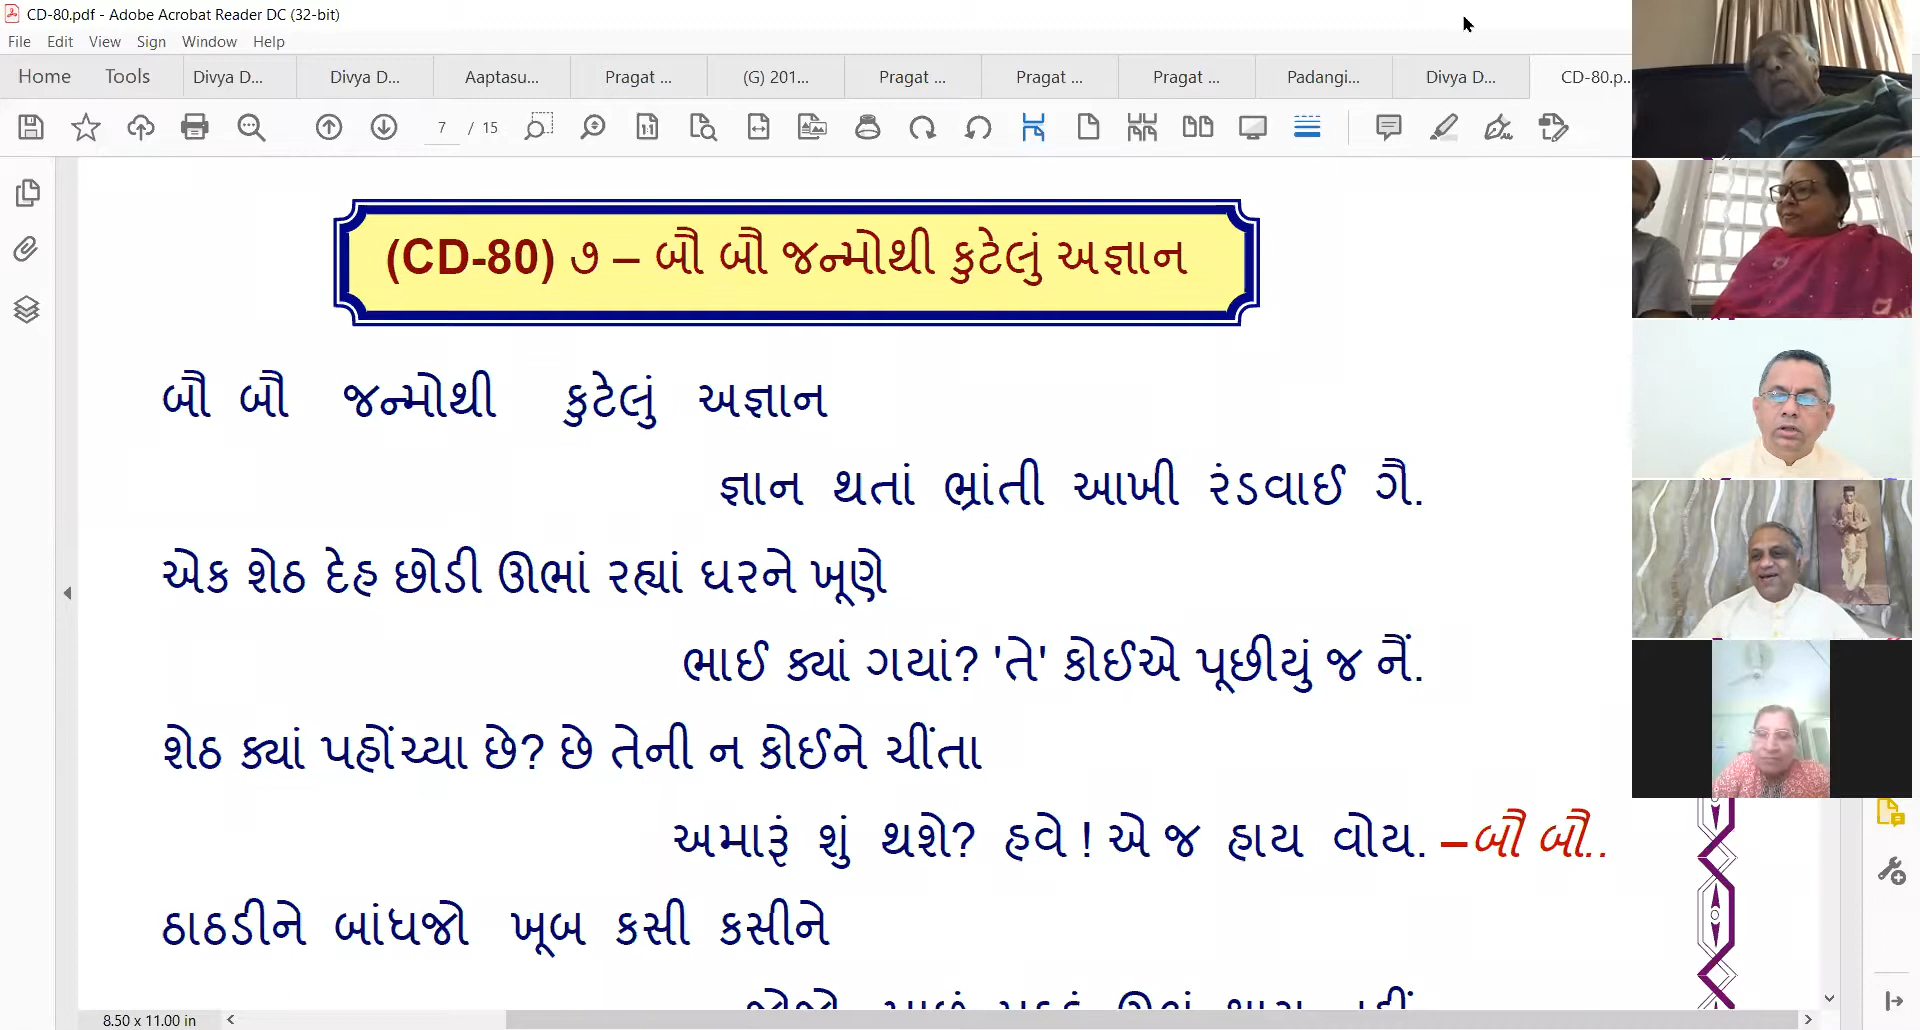 CD-80.pdf - Adobe Acrobat Reader DC (32-bit)
File Edit View Sign Window Help
Home Tools Divya D... Divya D... Aaptasu... Pragat ... (G) 201... Pragat ... Pragat ... Pragat ... Padangi... Divya D... CD-80.p..
7 / 15
(CD-80) ૭ – બૌ બૌ જન્મોથી કુટેલું અજ્ઞાન
બૌ બૌ જન્મોથી કુટેલું અજ્ઞાન
જ્ઞાન થતાં ભ્રાંતી આખી રંડવાઈ ગૈ.
એક શેઠ દેહ છોડી ઊભાં રહ્યાં ઘરને ખૂણે
ભાઈ ક્યાં ગયાં? 'તે' કોઈએ પૂછીયું જ નૈં.
શેઠ ક્યાં પહોંચ્યા છે? છે તેની ન કોઈને ચીંતા
અમારૂં શું થશે? હવે ! એ જ હાય વોય. –બૌ બૌ..
ઠાઠડીને બાંધજો ખૂબ કસી કસીને
8.50 x 11.00 in